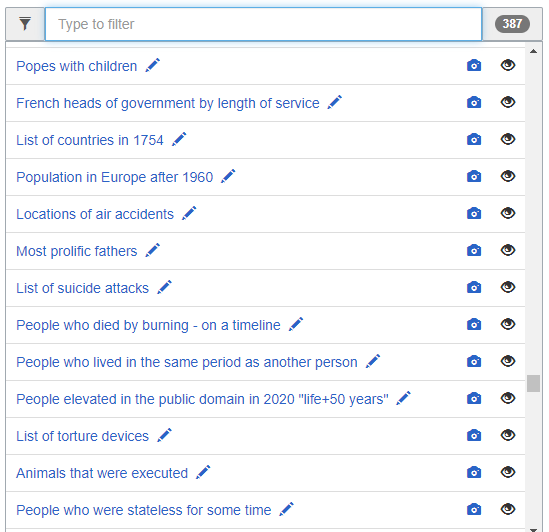 Type to filter
387
Popes with children
French heads of government by length of service
List of countries in 1754
Population in Europe after 1960
Locations of air accidents
Most prolific fathers
List of suicide attacks
People who died by burning - on a timeline
People who lived in the same period as another person
People elevated in the public domain in 2020 "life+50 years"
List of torture devices
Animals that were executed
People who were stateless for some time